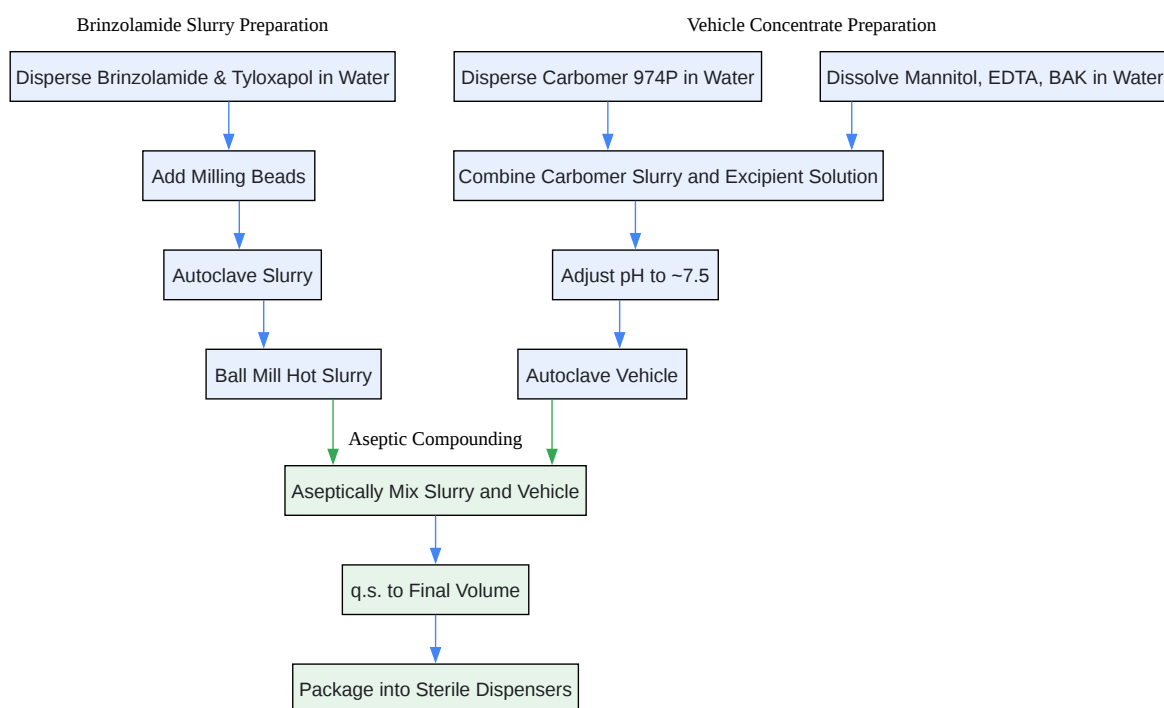 Brinzolamide Slurry Preparation
Vehicle Concentrate Preparation
Disperse Brinzolamide & Tyloxapol in Water
Disperse Carbomer 974P in Water
Dissolve Mannitol, EDTA, BAK in Water
Add Milling Beads
Combine Carbomer Slurry and Excipient Solution
Autoclave Slurry
Adjust pH to ~7.5
Ball Mill Hot Slurry
Autoclave Vehicle
Aseptic Compounding
Aseptically Mix Slurry and Vehicle
q.s. to Final Volume
Package into Sterile Dispensers